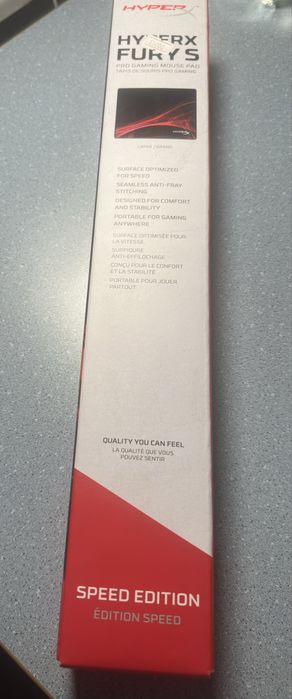 HYPERX
HYPERX
FURY S
PRO GAMING MOUSE PAD
TAPIS DE SOURIS PRO GAMING
LARGE / GRAND
SURFACE OPTIMIZED
FOR SPEED
SEAMLESS ANTI-FRAY
STITCHING
DESIGNED FOR COMFORT
AND STABILITY
PORTABLE FOR GAMING
ANYWHERE
SURFACE OPTIMISÉE POUR
LA VITESSE
SURPIQÛRE
ANTI-EFFILOCHAGE
CONÇU POUR LE CONFORT
ET LA STABILITÉ
PORTABLE POUR JOUER
PARTOUT
QUALITY YOU CAN FEEL
LA QUALITÉ QUE VOUS
POUVEZ SENTIR
SPEED EDITION
ÉDITION SPEED